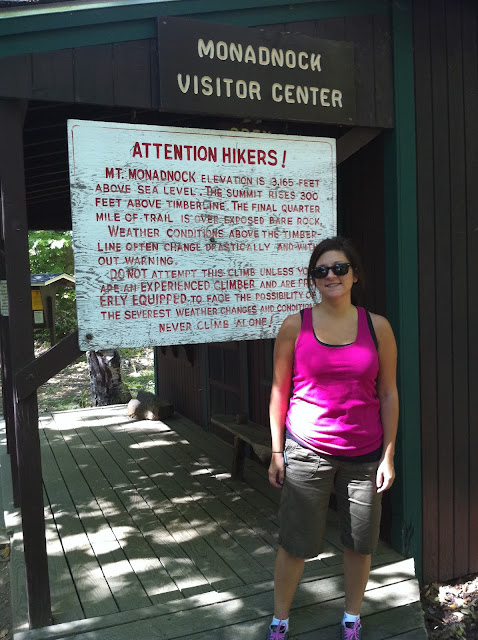 MONADNOCK
VISITOR CENTER
OPEN
ATTENTION HIKERS!
MT. MONADNOCK ELEVATION IS 3,165 FEET
ABOVE SEA LEVEL. THE SUMMIT RISES 300
FEET ABOVE TIMBERLINE. THE FINAL QUARTER
MILE OF TRAIL IS OVER EXPOSED BARE ROCK.
WEATHER CONDITIONS ABOVE THE TIMBER-
LINE OFTEN CHANGE DRASTICALLY AND WITH
OUT WARNING.
DO NOT ATTEMPT THIS CLIMB UNLESS
ARE AN EXPERIENCED CLIMBER AND ARE
ERLY EQUIPPED TO FACE THE POSSIBILITY
THE SEVEREST WEATHER CHANGES AND
NEVER CLIMB ALONE!